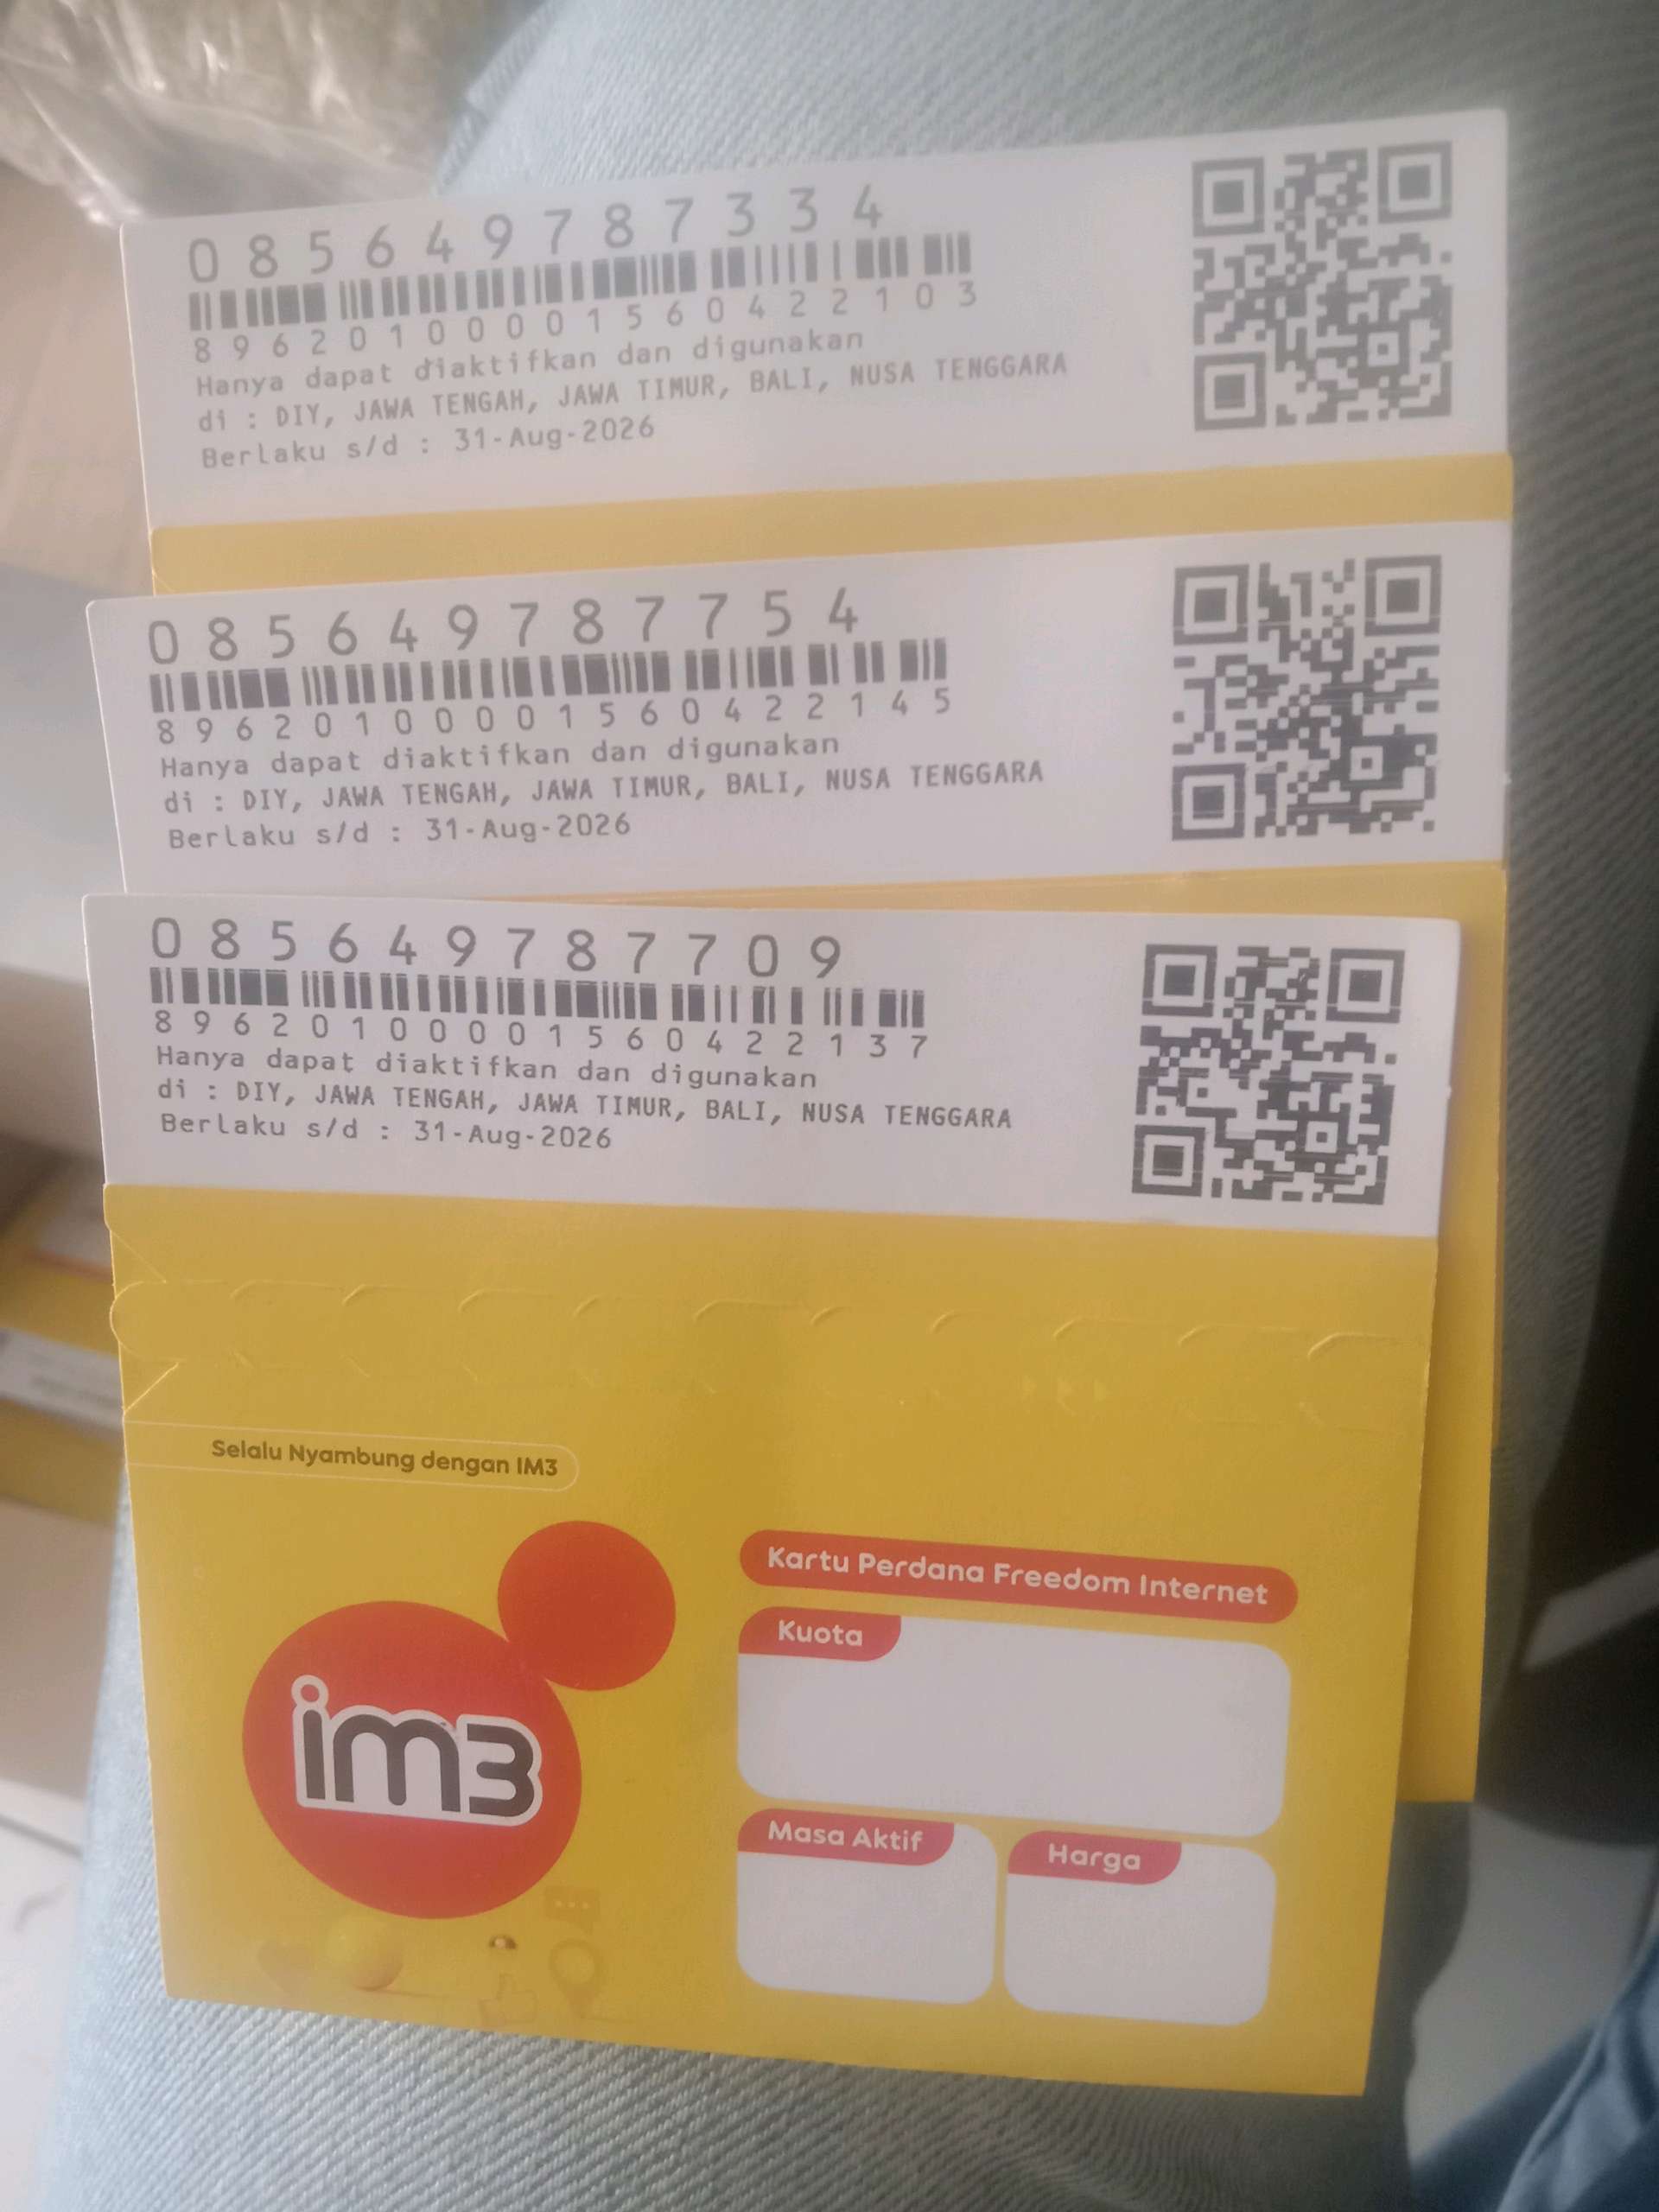 085649787334
8962010000156042​2103
Hanya dapat diaktifkan dan digunakan
di : DIY, JAWA TENGAH, JAWA TIMUR, BALI, NUSA TENGGARA
Berlaku s/d : 31-Aug-2026
085649787754
89620100001560422145
Hanya dapat diaktifkan dan digunakan
di : DIY, JAWA TENGAH, JAWA TIMUR, BALI, NUSA TENGGARA
Berlaku s/d : 31-Aug-2026
085649787709
89620100001560422137
Hanya dapat diaktifkan dan digunakan
di : DIY, JAWA TENGAH, JAWA TIMUR, BALI, NUSA TENGGARA
Berlaku s/d : 31-Aug-2026
Selalu Nyambung dengan IM3
im3
Kartu Perdana Freedom Internet
Kuota
Masa Aktif
Harga